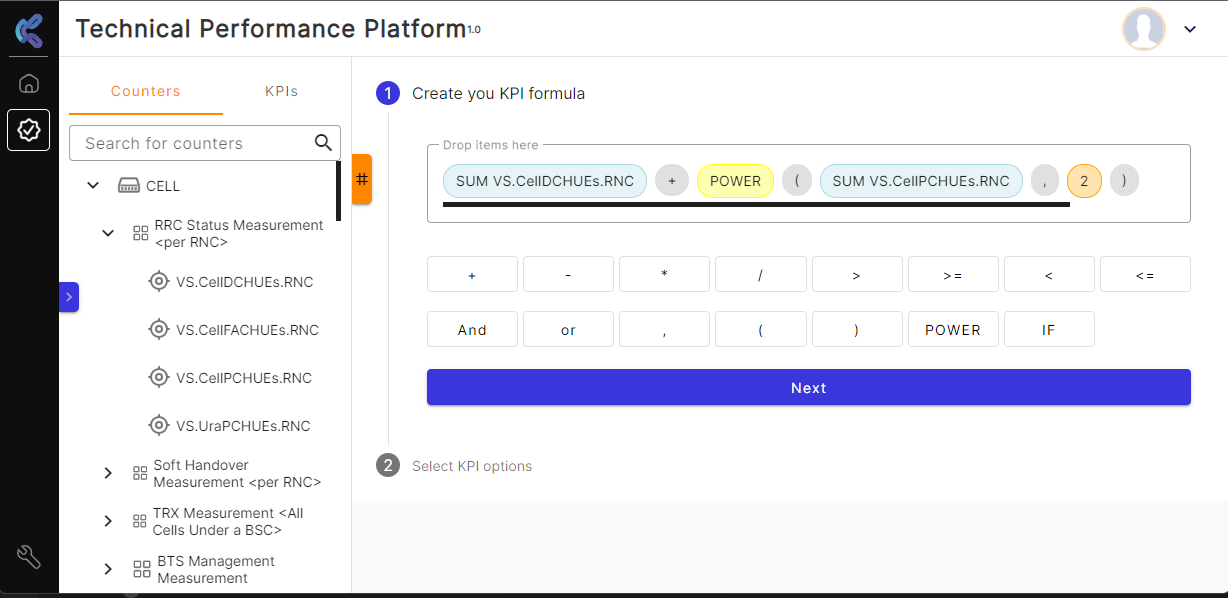 Technical Performance Platform1.0
Counters KPIs
Search for counters
CELL
RRC Status Measurement
<per RNC>
VS.CellDCHUEs.RNC
VS.CellFACHUEs.RNC
VS.CellPCHUEs.RNC
VS.UraPCHUEs.RNC
Soft Handover
Measurement <per RNC>
TRX Measurement <All
Cells Under a BSC>
BTS Management
Measurement
#
1 Create you KPI formula
Drop items here
SUM VS.CellDCHUEs.RNC + POWER ( SUM VS.CellPCHUEs.RNC , 2 )
+ - * / > >= < <=
And or , ( ) POWER IF
Next
2 Select KPI options